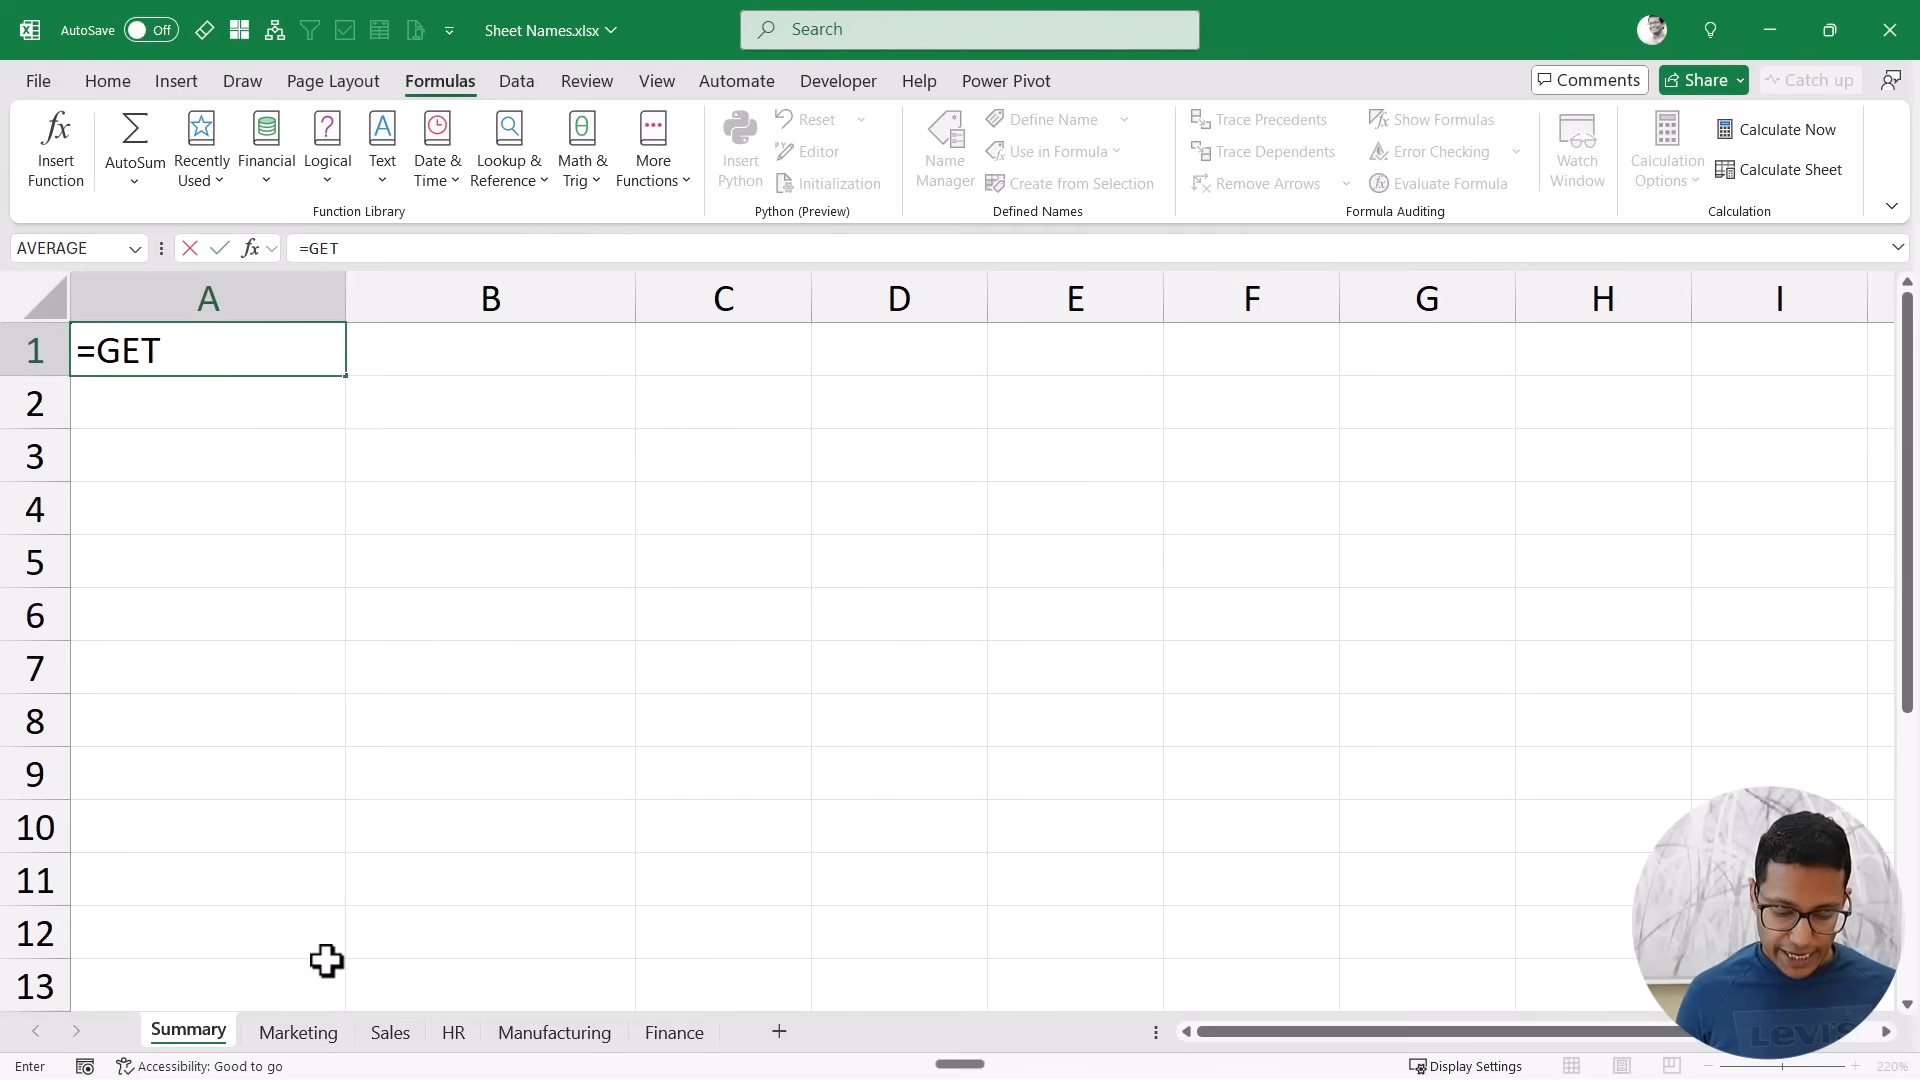 AutoSave Off Sheet Names.xlsx Search
File Home Insert Draw Page Layout Formulas Data Review View Automate Developer Help Power Pivot Comments Share Catch up
Insert Function
AutoSum
Recently Used
Financial
Logical
Text
Date & Time
Lookup & Reference
Math & Trig
More Functions
Function Library
Insert Python
Reset
Editor
Initialization
Python (Preview)
Name Manager
Define Name
Use in Formula
Create from Selection
Defined Names
Trace Precedents
Trace Dependents
Remove Arrows
Show Formulas
Error Checking
Evaluate Formula
Formula Auditing
Watch Window
Calculation Options
Calculate Now
Calculate Sheet
Calculation
AVERAGE fx =GET
A B C D E F G H I
1 =GET
2
3
4
5
6
7
8
9
10
11
12
13
LEVI'S
Summary Marketing Sales HR Manufacturing Finance
Enter Accessibility: Good to go Display Settings 220%